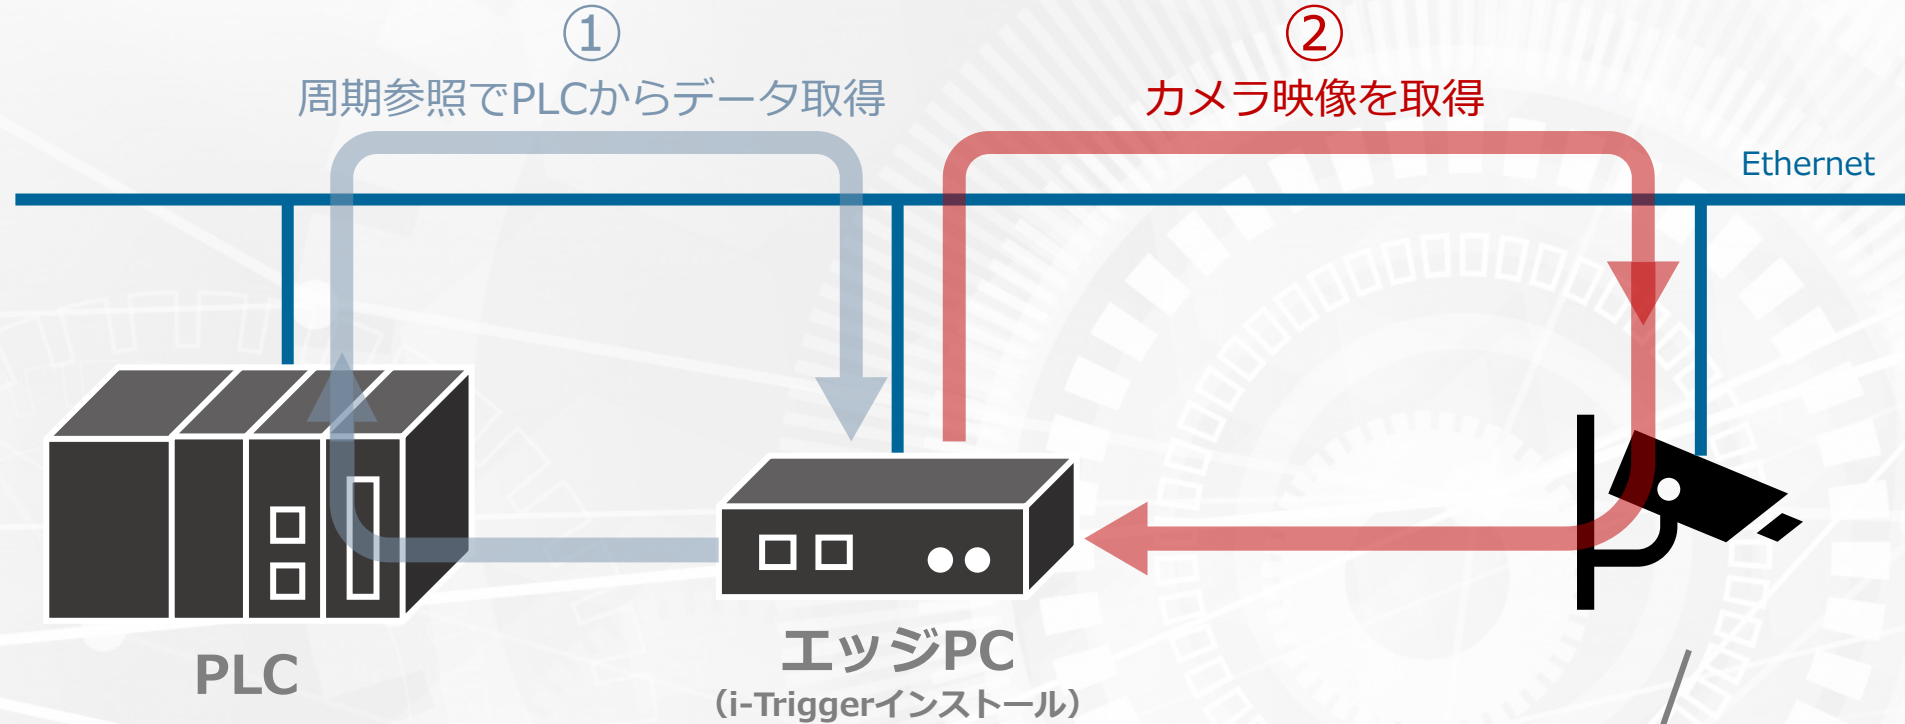 ①
周期参照でPLCからデータ取得
②
カメラ映像を取得
Ethernet
PLC
エッジPC
（i-Triggerインストール）